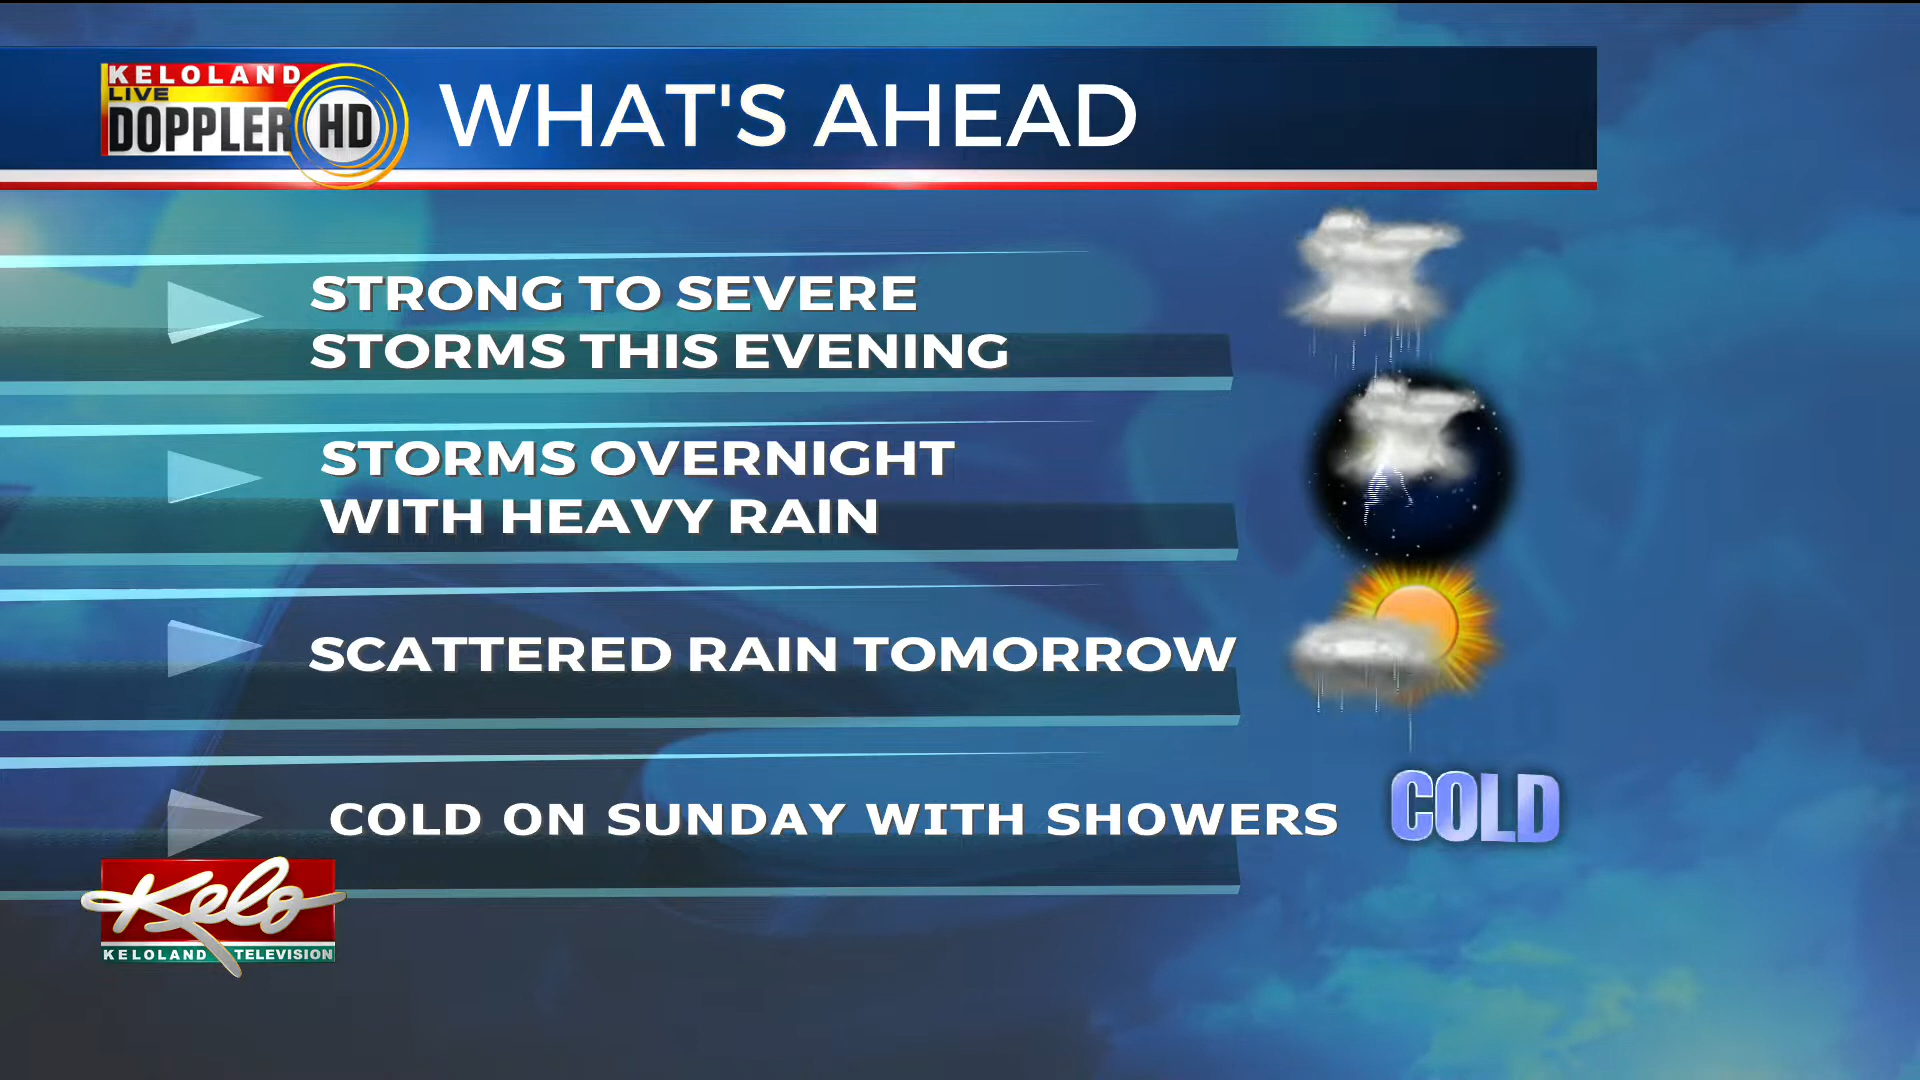 KELOLAND
LIVE
DOPPLER HD
WHAT'S AHEAD
STRONG TO SEVERE
STORMS THIS EVENING
STORMS OVERNIGHT
WITH HEAVY RAIN
SCATTERED RAIN TOMORROW
COLD ON SUNDAY WITH SHOWERS
COLD
Kelo
KELOLAND TELEVISION